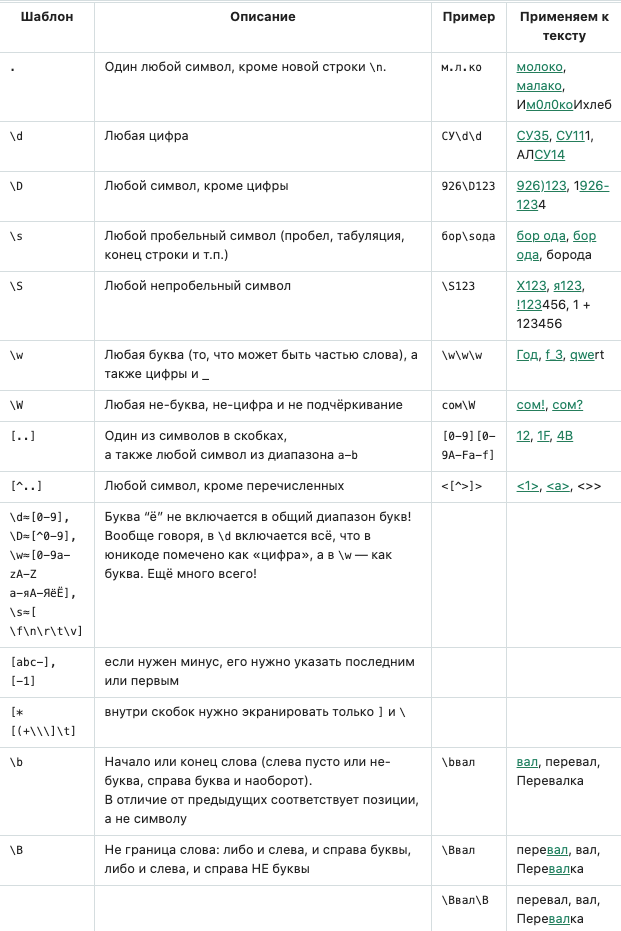 Шаблон Описание Пример Применяем к
тексту
. Один любой символ, кроме новой строки \n. м.л.ко молоко,
малако,
Им0л0коИхлеб
\d Любая цифра СУ\d\d СУ35, СУ111,
АЛСУ14
\D Любой символ, кроме цифры 926\D123 926)123, 1926-
1234
\s Любой пробельный символ (пробел, табуляция, бор\sода бор ода, бор
конец строки и т.п.) ода, борода
\S Любой непробельный символ \S123 X123, я123,
!123456, 1 +
123456
\w Любая буква (то, что может быть частью слова), а \w\w\w Год, f_3, qwert
также цифры и _
\W Любая не-буква, не-цифра и не подчёркивание сом\W сом!, сом?
[..] Один из символов в скобках, [0-9][0- 12, 1F, 4B
а также любой символ из диапазона a-b 9A-Fa-f]
[^..] Любой символ, кроме перечисленных <[^>]> <1>, <a>, <>>
\d≈[0-9], Буква “ё” не включается в общий диапазон букв!
\D≈[^0-9], Вообще говоря, в \d включается всё, что в
\w≈[0-9a- юникоде помечено как «цифра», а в \w — как
zA-Z буква. Ещё много всего!
а-яА-ЯёЁ],
\s≈[
\f\n\r\t\v]
[abc-], если нужен минус, его нужно указать последним
[-1] или первым
[* внутри скобок нужно экранировать только ] и \
[(+\\\]\t]
\b Начало или конец слова (слева пусто или не- \bвал вал, перевал,
буква, справа буква и наоборот). Перевалка
В отличие от предыдущих соответствует позиции,
а не символу
\B Не граница слова: либо и слева, и справа буквы, \Bвал перевал, вал,
либо и слева, и справа НЕ буквы Перевалка
\Bвал\B перевал, вал,
Перевалка